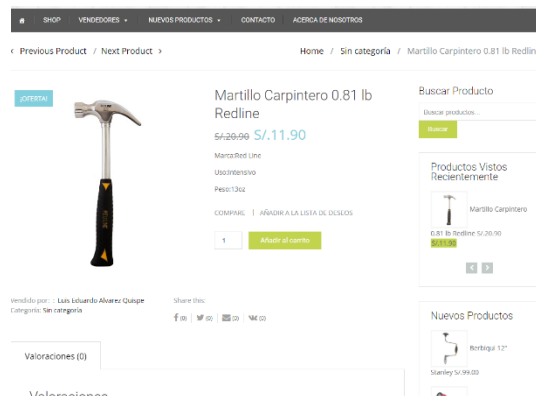 SHOP VENDEDORES NUEVOS PRODUCTOS CONTACTO ACERCA DE NOSOTROS
‹ Previous Product / Next Product ›
Home / Sin categoría / Martillo Carpintero 0.81 lb Redlin
¡OFERTA!
Martillo Carpintero 0.81 lb
Redline
S/.20.90 S/.11.90
Marca:Red Line
Uso:Intensivo
Peso:13oz
COMPARE | AÑADIR A LA LISTA DE DESEOS
1 Añadir al carrito
Vendido por: : Luis Eduardo Alvarez Quispe
Categoría: Sin categoría
Share this:
(0) (0) (0) (0)
Valoraciones (0)
Valoraciones
Buscar Producto
Buscar productos...
Buscar
Productos Vistos
Recientemente
Martillo Carpintero
0.81 lb Redline S/.20.90
S/.11.90
Nuevos Productos
Berbiqui 12"
Stanley S/.99.00